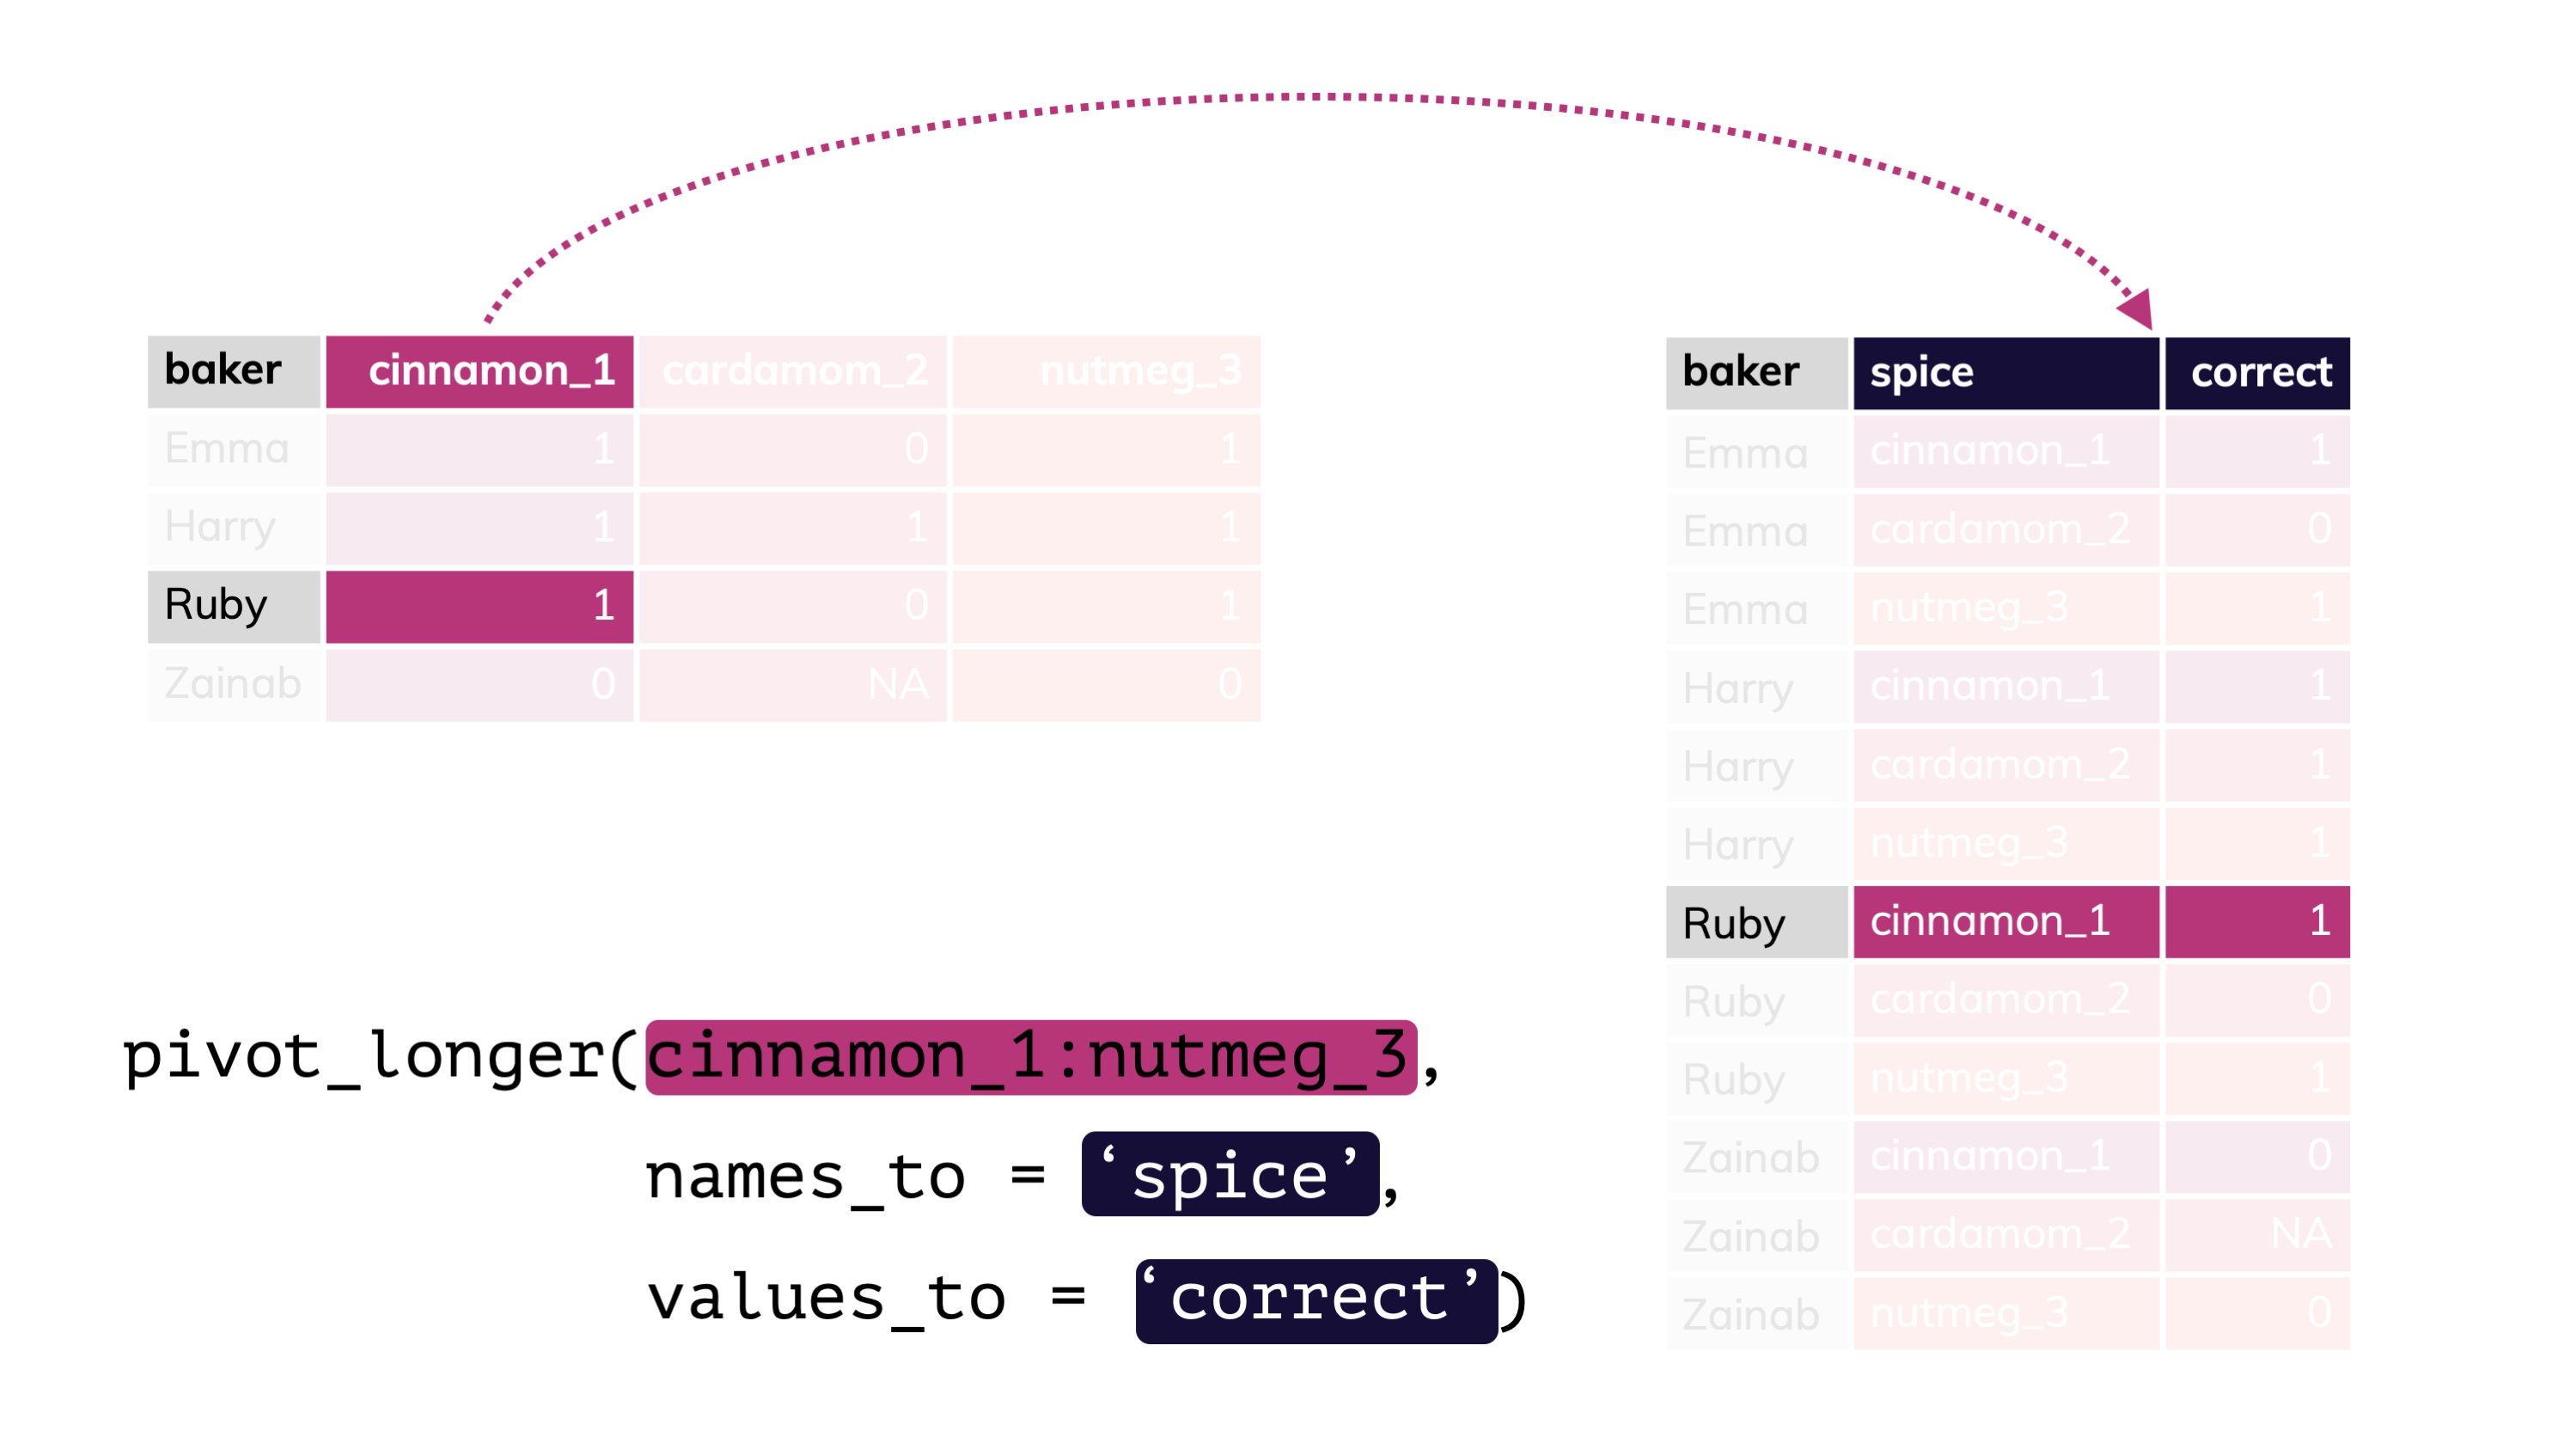 baker cinnamon_1 cardamom_2 nutmeg_3
Emma 1 0 1
Harry 1 1 1
Ruby 1 0 1
Zainab 0 NA 0
pivot_longer(cinnamon_1:nutmeg_3,
names_to = ‘spice’,
values_to = ‘correct’)
baker spice correct
Emma cinnamon_1 1
Emma cardamom_2 0
Emma nutmeg_3 1
Harry cinnamon_1 1
Harry cardamom_2 1
Harry nutmeg_3 1
Ruby cinnamon_1 1
Ruby cardamom_2 0
Ruby nutmeg_3 1
Zainab cinnamon_1 0
Zainab cardamom_2 NA
Zainab nutmeg_3 0